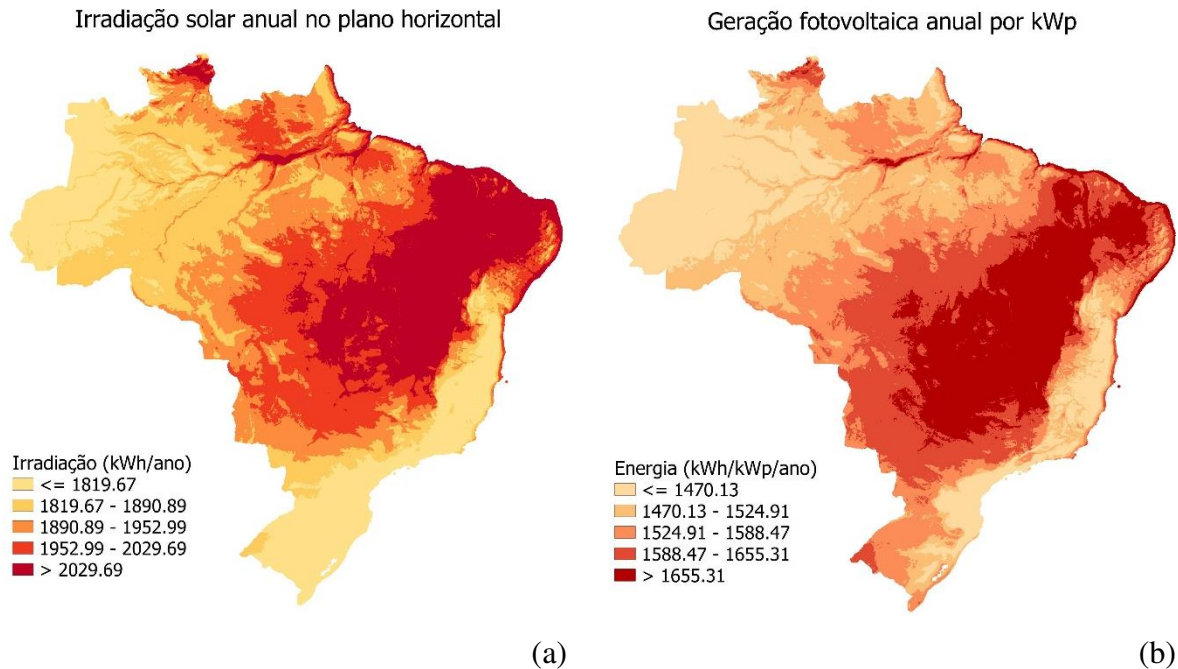 Irradiação solar anual no plano horizontal
Irradiação (kWh/ano)
<= 1819.67
1819.67 - 1890.89
1890.89 - 1952.99
1952.99 - 2029.69
> 2029.69
(a)
Geração fotovoltaica anual por kWp
Energia (kWh/kWp/ano)
<= 1470.13
1470.13 - 1524.91
1524.91 - 1588.47
1588.47 - 1655.31
> 1655.31
(b)